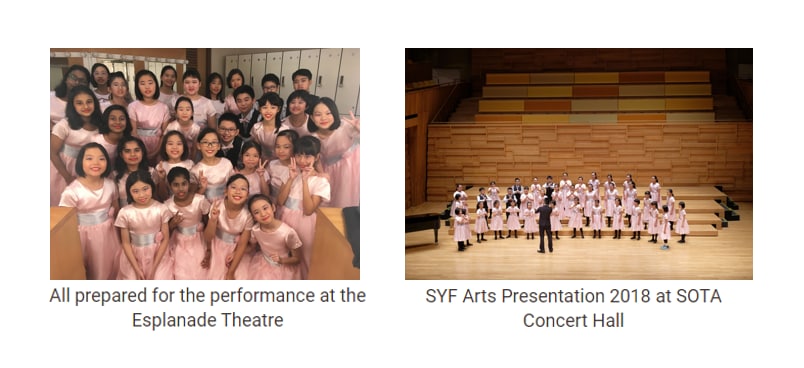 All prepared for the performance at the
Esplanade Theatre
SYF Arts Presentation 2018 at SOTA
Concert Hall